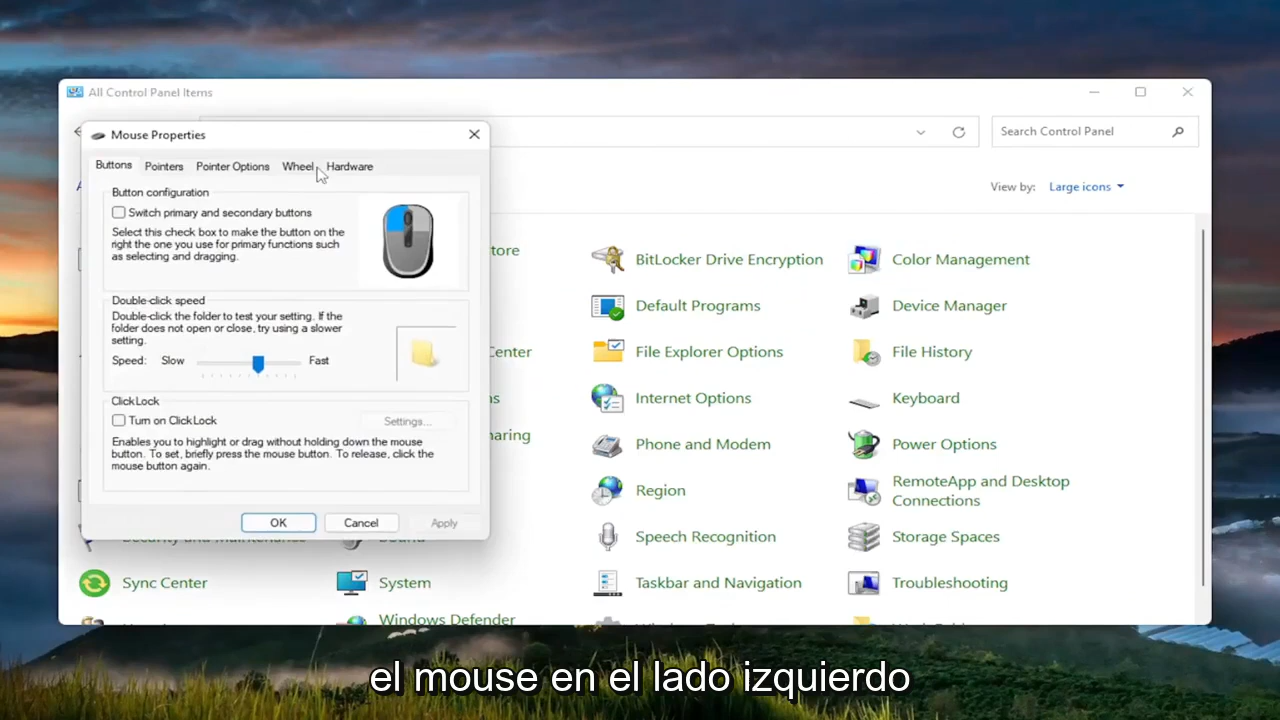 All Control Panel Items
Search Control Panel
Mouse Properties
Buttons Pointers Pointer Options Wheel Hardware
View by: Large icons
Button configuration
Switch primary and secondary buttons
Select this check box to make the button on the
right the one you use for primary functions such
as selecting and dragging.
Double-click speed
Double-click the folder to test your setting. If the
folder does not open or close, try using a slower
setting.
Speed: Slow Fast
ClickLock
Turn on ClickLock
Settings...
Enables you to highlight or drag without holding down the mouse
button. To set, briefly press the mouse button. To release, click the
mouse button again.
OK Cancel Apply
BitLocker Drive Encryption
Color Management
Default Programs
Device Manager
Center
File Explorer Options
File History
Internet Options
Keyboard
Phone and Modem
Power Options
Region
RemoteApp and Desktop
Connections
Speech Recognition
Storage Spaces
Sync Center
System
Taskbar and Navigation
Troubleshooting
Windows Defender
el mouse en el lado izquierdo